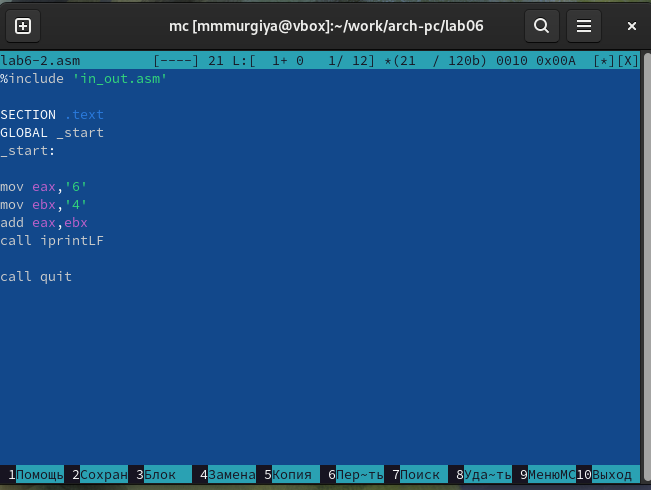 mc [mmmurgiya@vbox]:~/work/arch-pc/lab06
lab6-2.asm [----] 21 L:[ 1+ 0 1/ 12] *(21 / 120b) 0010 0x00A [*][X]
%include 'in_out.asm'
SECTION .text
GLOBAL _start
_start:
mov eax,'6'
mov ebx,'4'
add eax,ebx
call iprintLF
call quit
1Помощь 2Сохран 3Блок 4Замена 5Копия 6Пер~ть 7Поиск 8Уда~ть 9МенюMC 10Выход